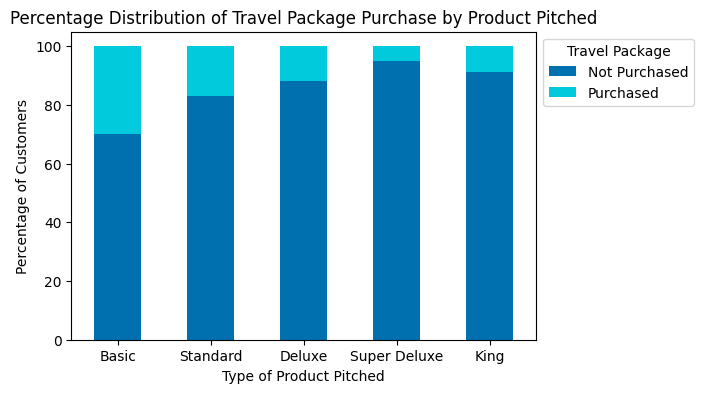 Percentage Distribution of Travel Package Purchase by Product Pitched
Travel Package
Not Purchased
Purchased
Percentage of Customers
100
80
60
40
20
0
Basic Standard Deluxe Super Deluxe King
Type of Product Pitched